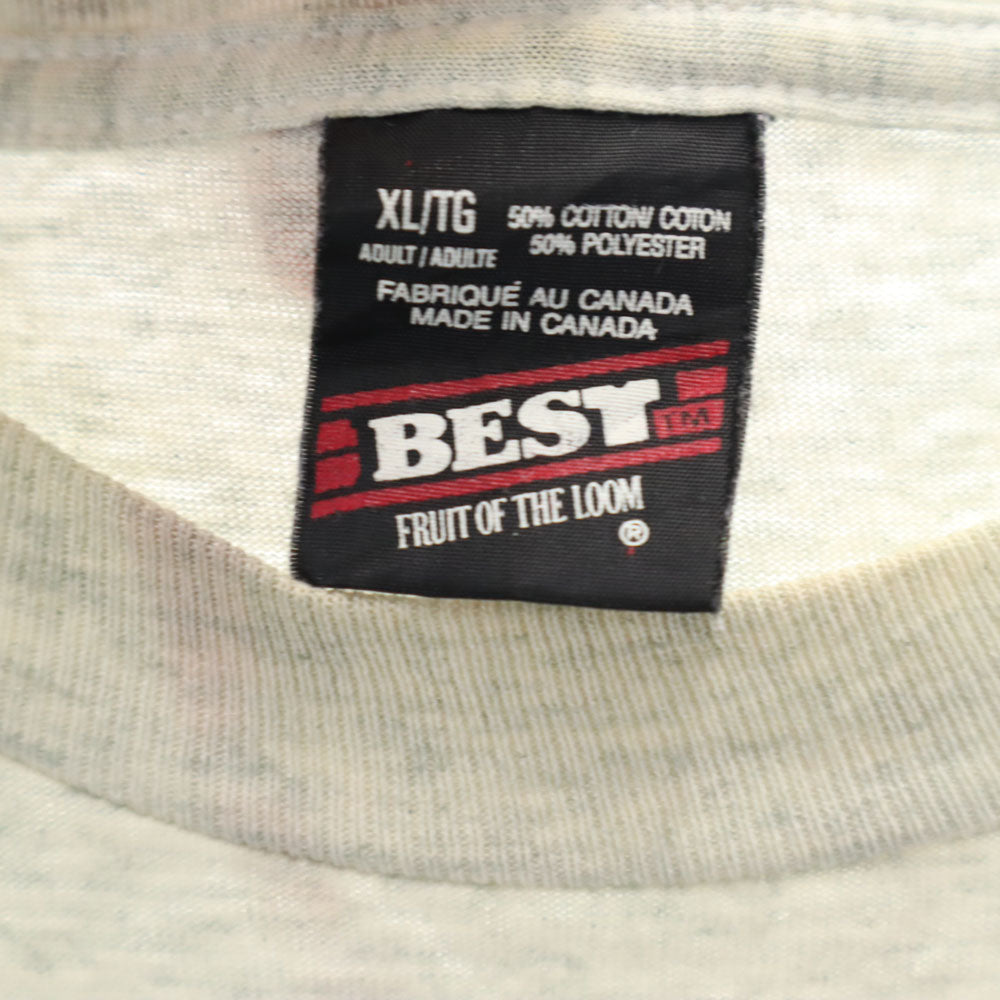 XL/TG
ADULT / ADULTE
50% COTTON/ COTON
50% POLYESTER
FABRIQUÉ AU CANADA
MADE IN CANADA
BEST TM
FRUIT OF THE LOOM
®